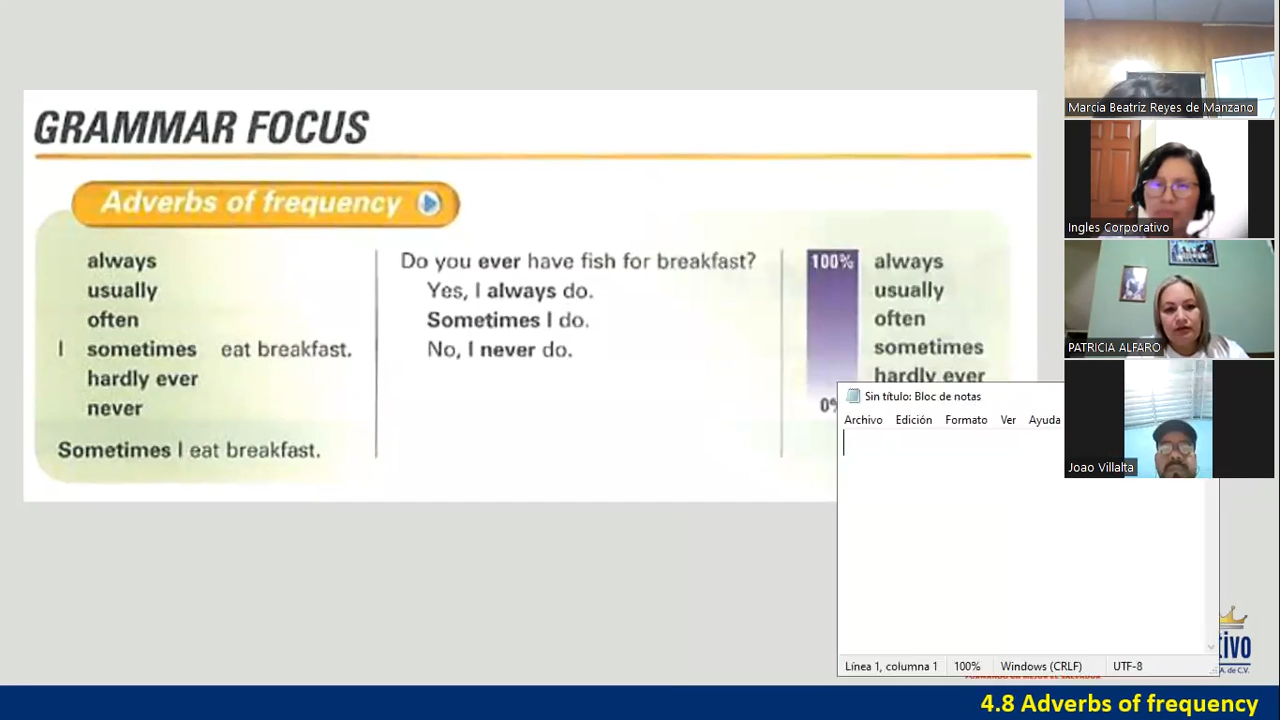 GRAMMAR FOCUS
Adverbs of frequency
always
usually
often
I sometimes eat breakfast.
hardly ever
never
Sometimes I eat breakfast.
Do you ever have fish for breakfast?
Yes, I always do.
Sometimes I do.
No, I never do.
100%
0%
always
usually
often
sometimes
hardly ever
Sin título: Bloc de notas
Archivo Edición Formato Ver Ayuda
Línea 1, columna 1 100% Windows (CRLF) UTF-8
Marcia Beatriz Reyes de Manzano
Ingles Corporativo
PATRICIA ALFARO
Joao Villalta
tivo
A. de C.V.
4.8 Adverbs of frequency